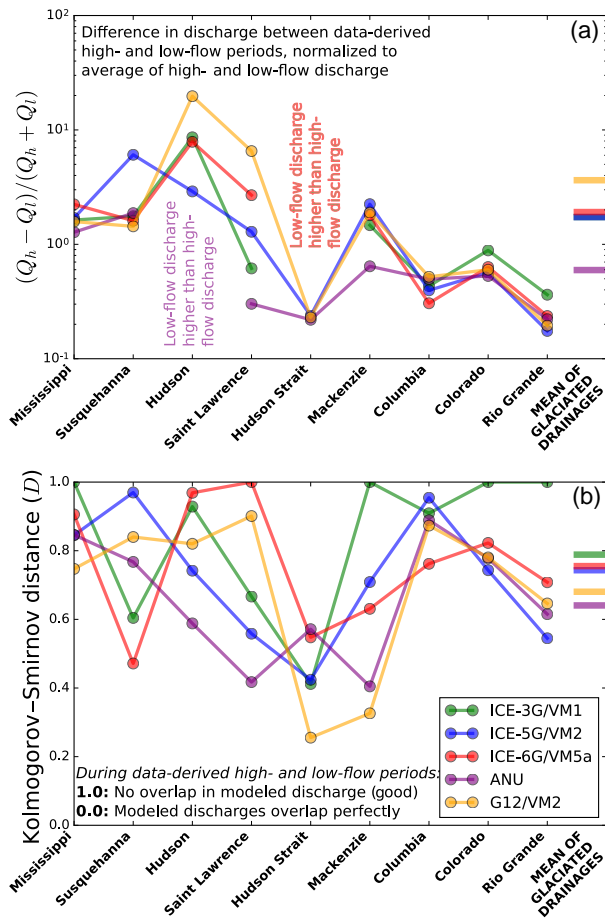 (a)
Difference in discharge between data-derived
high- and low-flow periods, normalized to
average of high- and low-flow discharge
(Qh − Ql)/(Qh + Ql)
10²
10¹
10⁰
10⁻¹
Low-flow discharge
higher than high-
flow discharge
Low-flow discharge
higher than high-
flow discharge
Mississippi
Susquehanna
Hudson
Saint Lawrence
Hudson Strait
Mackenzie
Columbia
Colorado
Rio Grande
MEAN OF
GLACIATED
DRAINAGES
(b)
Kolmogorov–Smirnov distance (D)
1.0
0.8
0.6
0.4
0.2
0.0
During data-derived high- and low-flow periods:
1.0: No overlap in modeled discharge (good)
0.0: Modeled discharges overlap perfectly
ICE-3G/VM1
ICE-5G/VM2
ICE-6G/VM5a
ANU
G12/VM2
Mississippi
Susquehanna
Hudson
Saint Lawrence
Hudson Strait
Mackenzie
Columbia
Colorado
Rio Grande
MEAN OF
GLACIATED
DRAINAGES